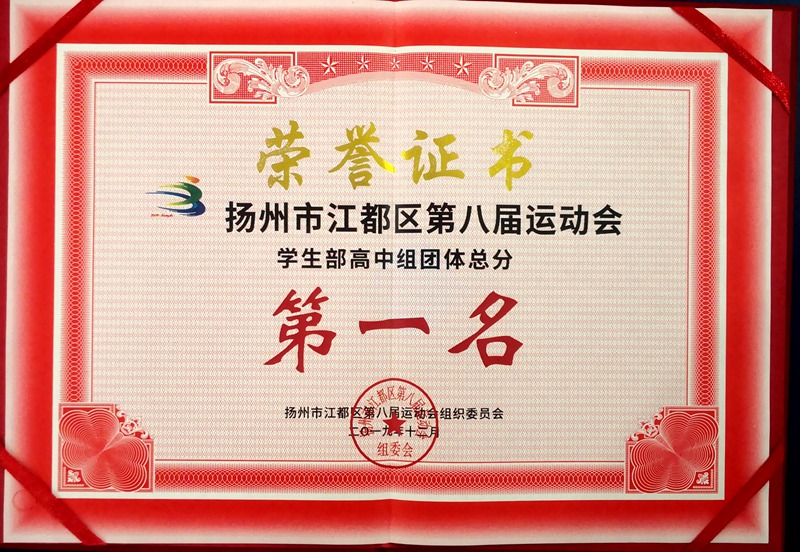 荣誉证书
扬州市江都区第八届运动会
学生部高中组团体总分
第一名
扬州市江都区第八届运动会组织委员会
二〇一九年十二月
组委会